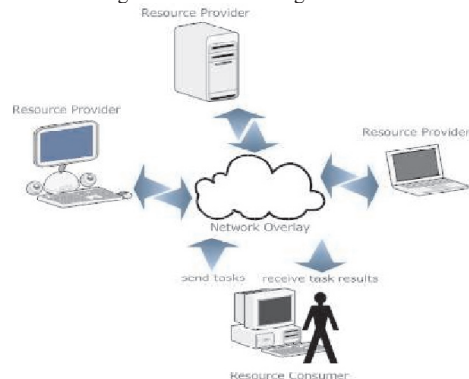 Resource Provider
Resource Provider
Resource Provider
Network Overlay
send tasks receive task results
Resource Consumer